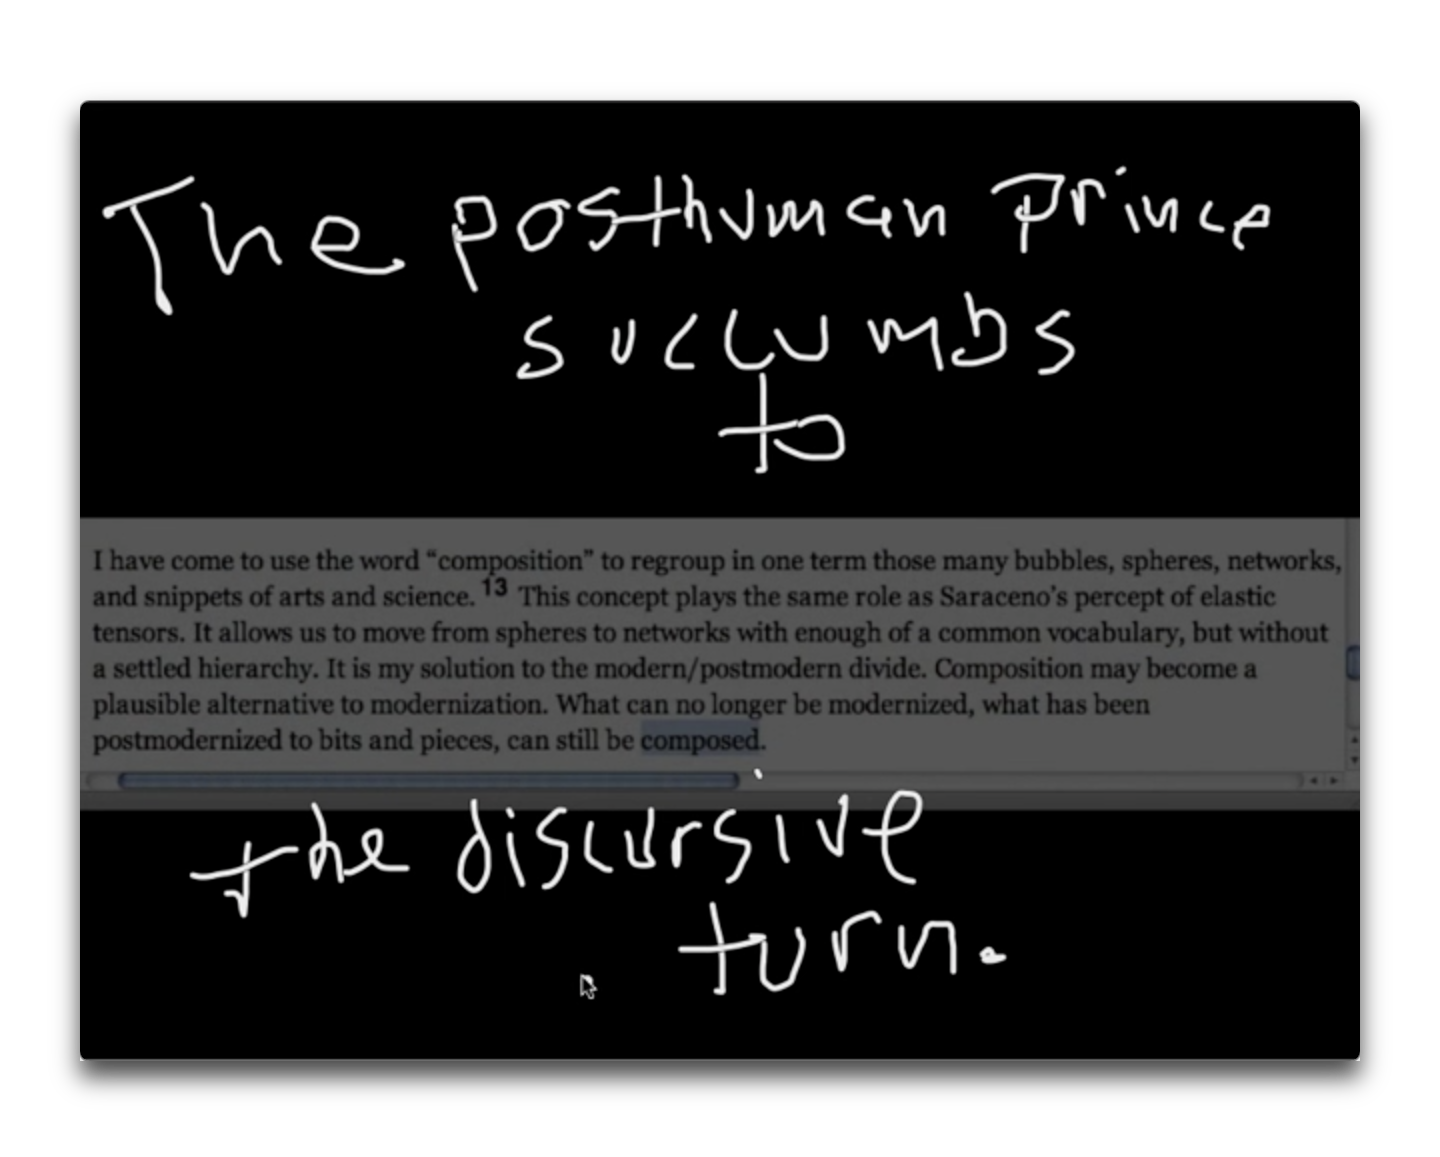 The posthuman prince
succumbs
to
I have come to use the word “composition” to regroup in one term those many bubbles, spheres, networks,
and snippets of arts and science. 13 This concept plays the same role as Saraceno’s percept of elastic
tensors. It allows us to move from spheres to networks with enough of a common vocabulary, but without
a settled hierarchy. It is my solution to the modern/postmodern divide. Composition may become a
plausible alternative to modernization. What can no longer be modernized, what has been
postmodernized to bits and pieces, can still be composed.
the discursive
turn.